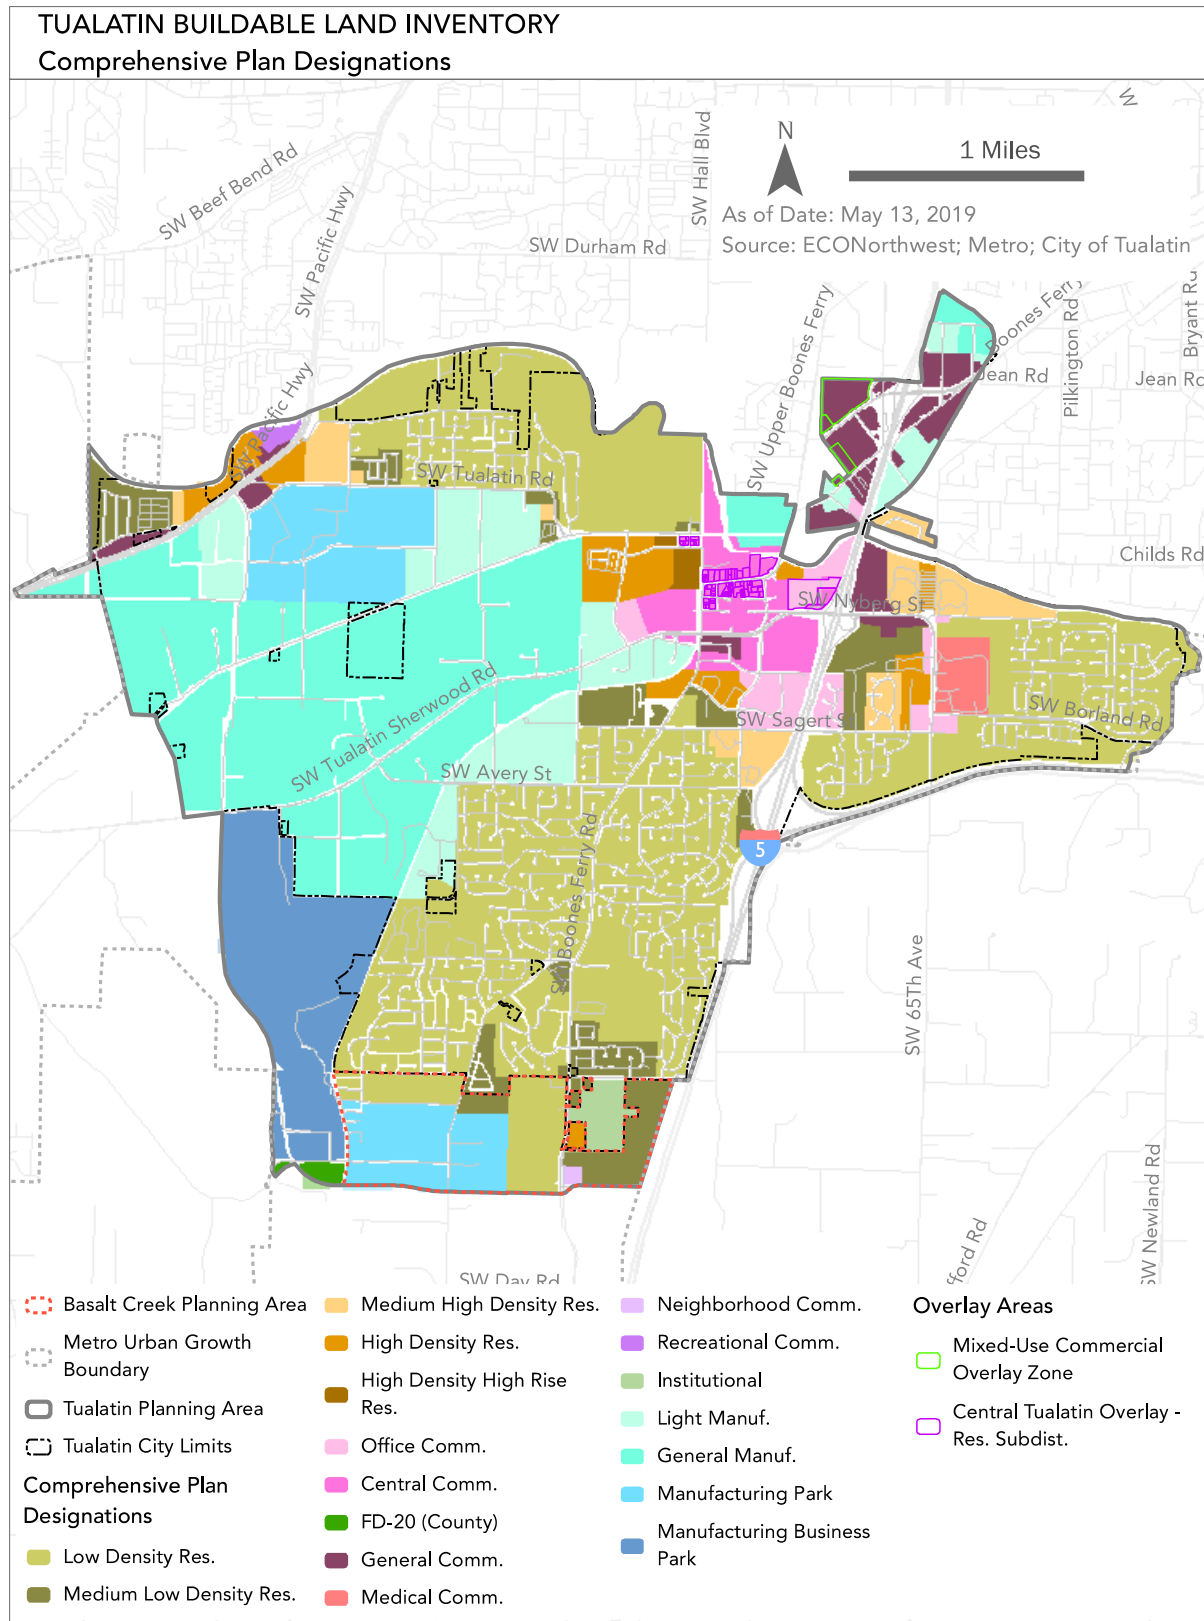 TUALATIN BUILDABLE LAND INVENTORY
Comprehensive Plan Designations
W
N
1 Miles
As of Date: May 13, 2019
Source: ECONorthwest; Metro; City of Tualatin
SW Hall Blvd
SW Beef Bend Rd
SW Pacific Hwy
SW Durham Rd
SW Upper Boones Ferry
Boones Ferry
Pilkington Rd
Bryant Rd
Jean Rd
Jean Rd
SW Pacific Hwy
SW Tualatin Rd
Childs Rd
SW Nyberg St
SW Tualatin Sherwood Rd
SW Sagert S
SW Borland Rd
SW Avery St
5
SW Boones Ferry Rd
SW 65Th Ave
SW Newland Rd
fford Rd
SW Day Rd
Basalt Creek Planning Area
Metro Urban Growth
Boundary
Tualatin Planning Area
Tualatin City Limits
Comprehensive Plan
Designations
Low Density Res.
Medium Low Density Res.
Medium High Density Res.
High Density Res.
High Density High Rise
Res.
Office Comm.
Central Comm.
FD-20 (County)
General Comm.
Medical Comm.
Neighborhood Comm.
Recreational Comm.
Institutional
Light Manuf.
General Manuf.
Manufacturing Park
Manufacturing Business
Park
Overlay Areas
Mixed-Use Commercial
Overlay Zone
Central Tualatin Overlay -
Res. Subdist.